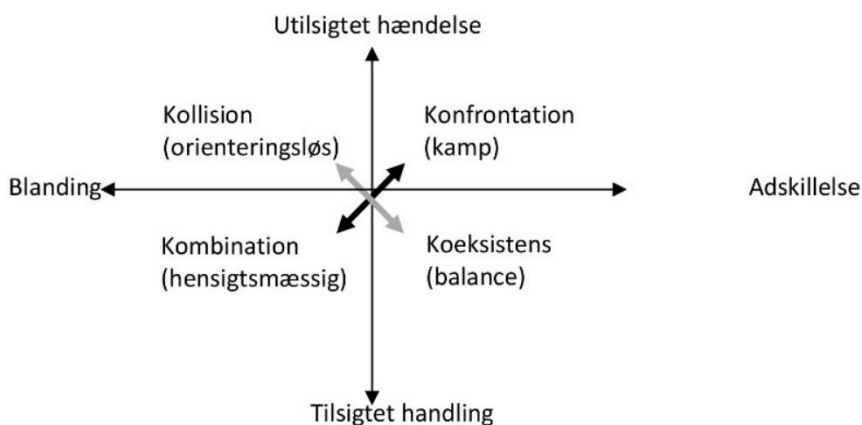 Utilsigtet hændelse
Kollision
(orienteringsløs)
Konfrontation
(kamp)
Blanding
Adskillelse
Kombination
(hensigtsmæssig)
Koeksistens
(balance)
Tilsigtet handling